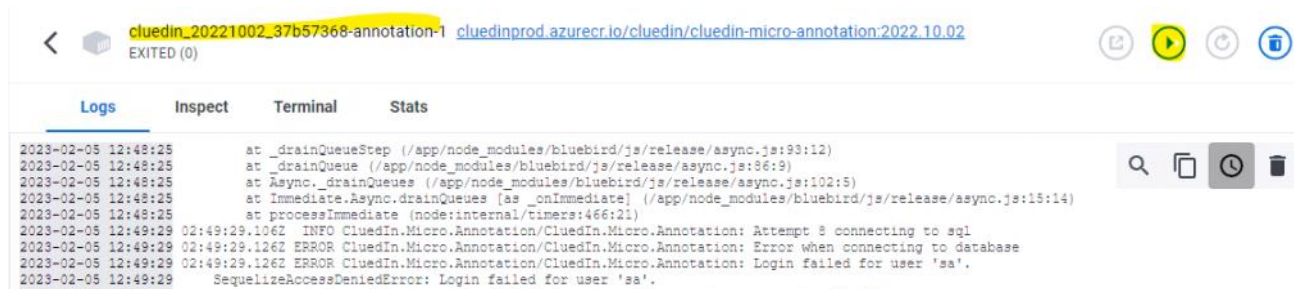 cluedin_20221002_37b57368-annotation-1 cluedinprod.azurecr.io/cluedin/cluedin-micro-annotation:2022.10.02
EXITED (0)
Logs Inspect Terminal Stats
2023-02-05 12:48:25 at _drainQueueStep (/app/node_modules/bluebird/js/release/async.js:93:12)
2023-02-05 12:48:25 at _drainQueue (/app/node_modules/bluebird/js/release/async.js:86:9)
2023-02-05 12:48:25 at Async._drainQueues (/app/node_modules/bluebird/js/release/async.js:102:5)
2023-02-05 12:48:25 at Immediate.Async.drainQueues [as _onImmediate] (/app/node_modules/bluebird/js/release/async.js:15:14)
2023-02-05 12:48:25 at processImmediate (node:internal/timers:466:21)
2023-02-05 12:49:29 02:49:29.106Z INFO CluedIn.Micro.Annotation/CluedIn.Micro.Annotation: Attempt 8 connecting to sql
2023-02-05 12:49:29 02:49:29.126Z ERROR CluedIn.Micro.Annotation/CluedIn.Micro.Annotation: Error when connecting to database
2023-02-05 12:49:29 02:49:29.126Z ERROR CluedIn.Micro.Annotation/CluedIn.Micro.Annotation: Login failed for user 'sa'.
2023-02-05 12:49:29 SequelizeAccessDeniedError: Login failed for user 'sa'.